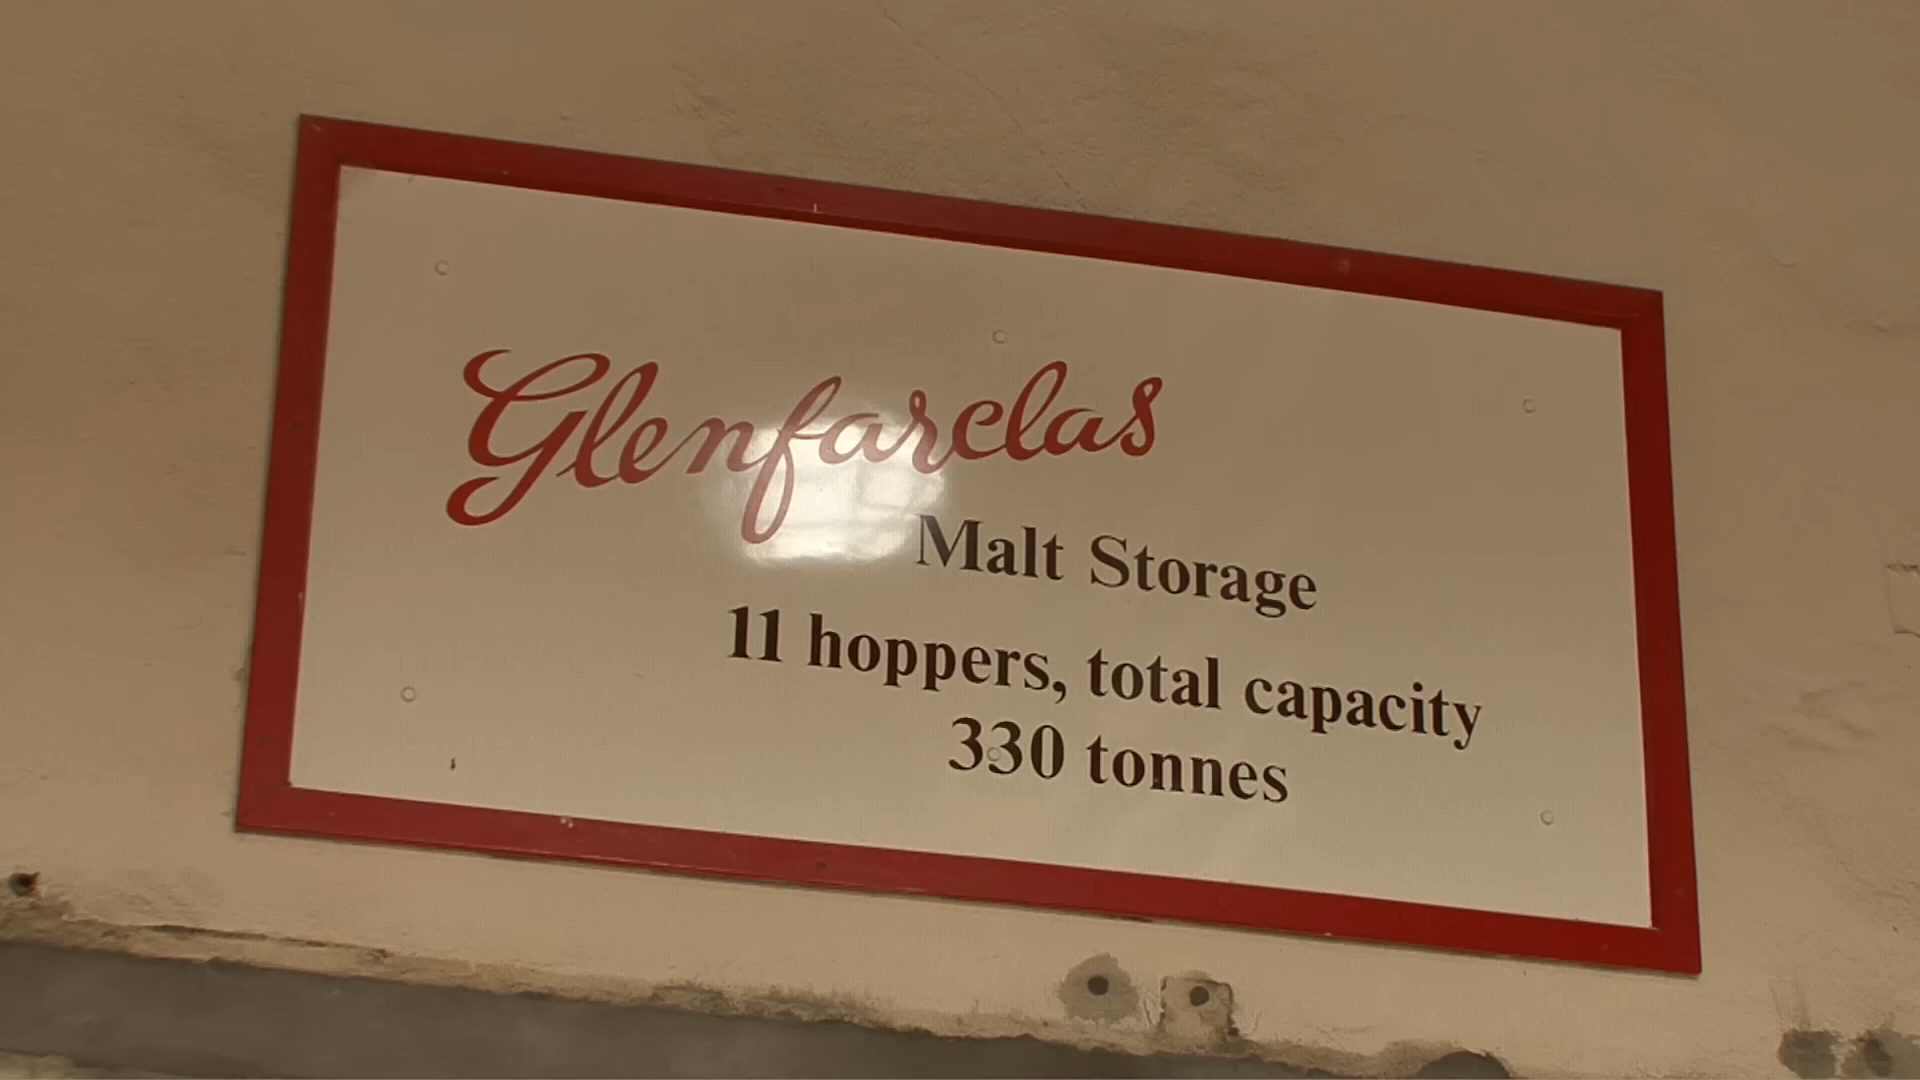 Glenfarclas
Malt Storage
11 hoppers, total capacity
330 tonnes